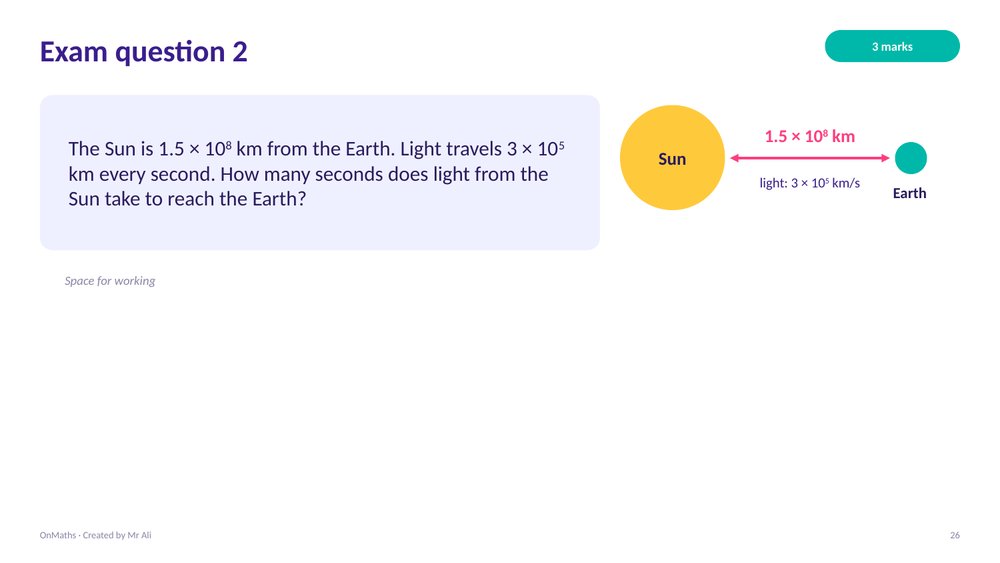 Exam question 2
3 marks
The Sun is 1.5 × 10⁸ km from the Earth. Light travels 3 × 10⁵
km every second. How many seconds does light from the
Sun take to reach the Earth?
Sun
1.5 × 10⁸ km
light: 3 × 10⁵ km/s
Earth
Space for working
OnMaths · Created by Mr Ali
26